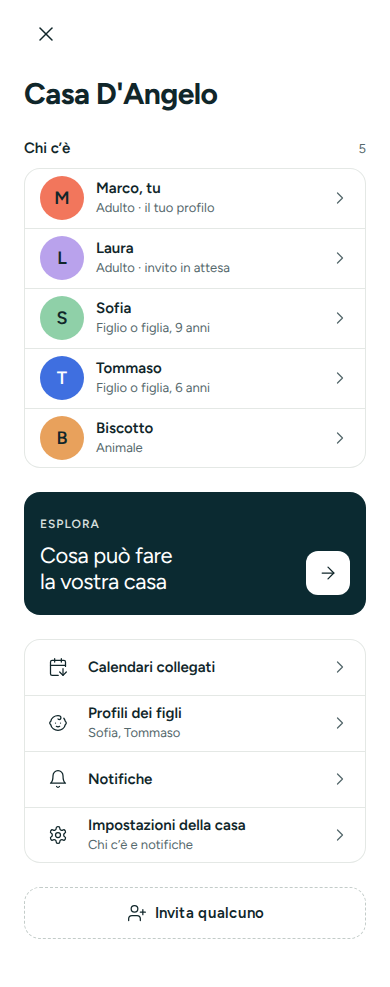 Casa D'Angelo
Chi c'è
5
M
Marco, tu
Adulto · il tuo profilo
L
Laura
Adulto · invito in attesa
S
Sofia
Figlio o figlia, 9 anni
T
Tommaso
Figlio o figlia, 6 anni
B
Biscotto
Animale
ESPLORA
Cosa può fare
la vostra casa
Calendari collegati
Profili dei figli
Sofia, Tommaso
Notifiche
Impostazioni della casa
Chi c'è e notifiche
Invita qualcuno